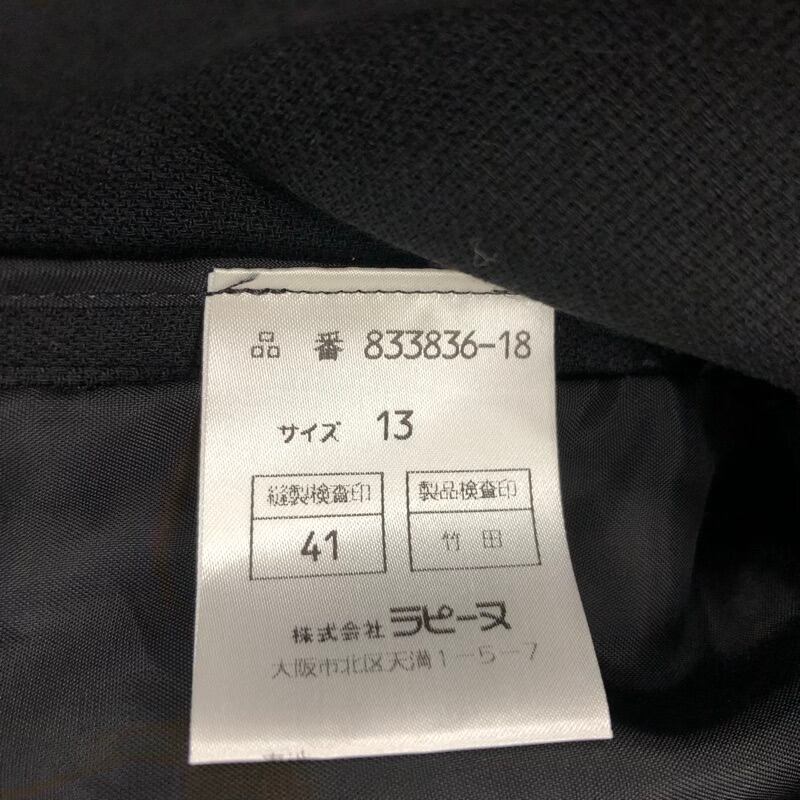 品 番 833836-18
サイズ 13
縫製検査印 製品検査印
41 竹田
株式会社 ラピーヌ
大阪市北区天満1-5-7